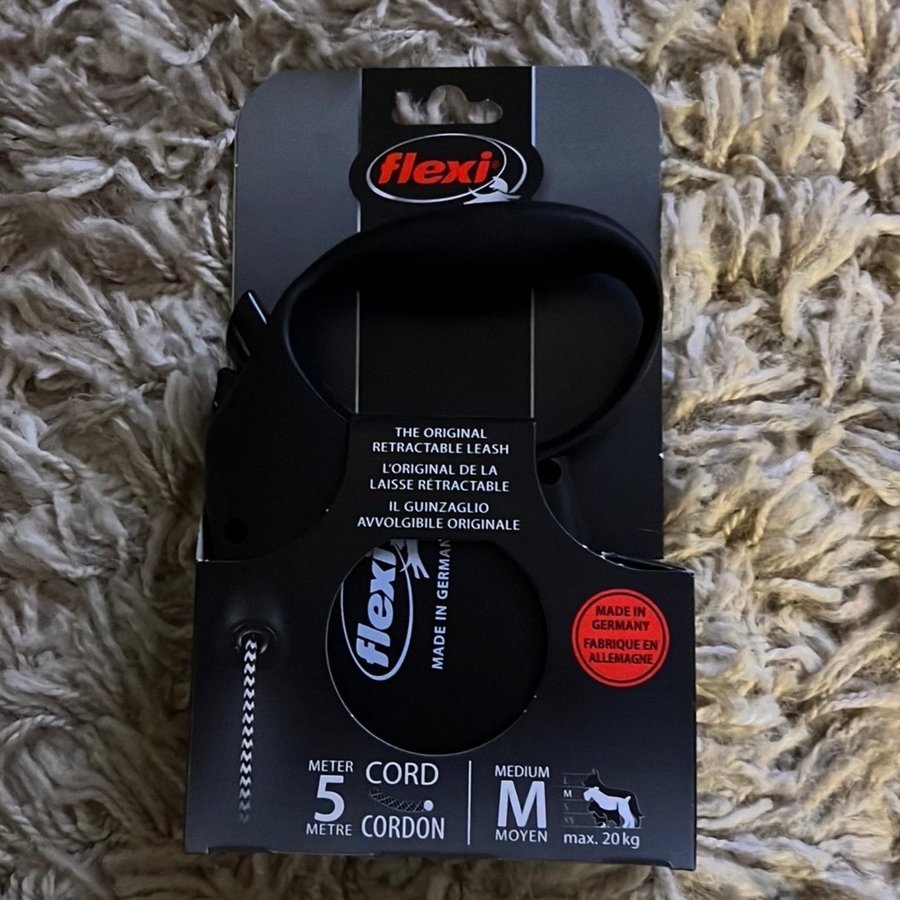 flexi
THE ORIGINAL
RETRACTABLE LEASH
L'ORIGINAL DE LA
LAISSE RÉTRACTABLE
IL GUINZAGLIO
AVVOLGIBILE ORIGINALE
flexi
MADE IN GERMAN
MADE IN
GERMANY
FABRIQUE EN
ALLEMAGNE
METER
5
METRE
CORD
CORDON
MEDIUM
M
MOYEN
L
M
S
XS
max. 20 kg